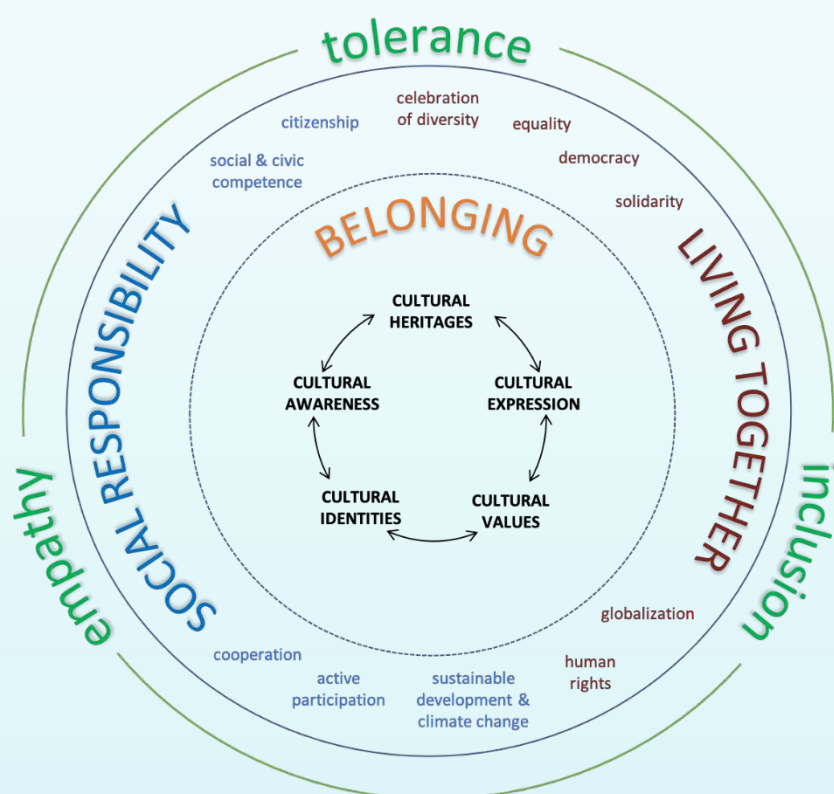 tolerance
celebration
of diversity
citizenship
equality
social & civic
competence
democracy
solidarity
BELONGING
SOCIAL RESPONSIBILITY
LIVING TOGETHER
CULTURAL
HERITAGES
CULTURAL
AWARENESS
CULTURAL
EXPRESSION
CULTURAL
IDENTITIES
CULTURAL
VALUES
empathy
inclusion
globalization
cooperation
human
rights
active
participation
sustainable
development &
climate change